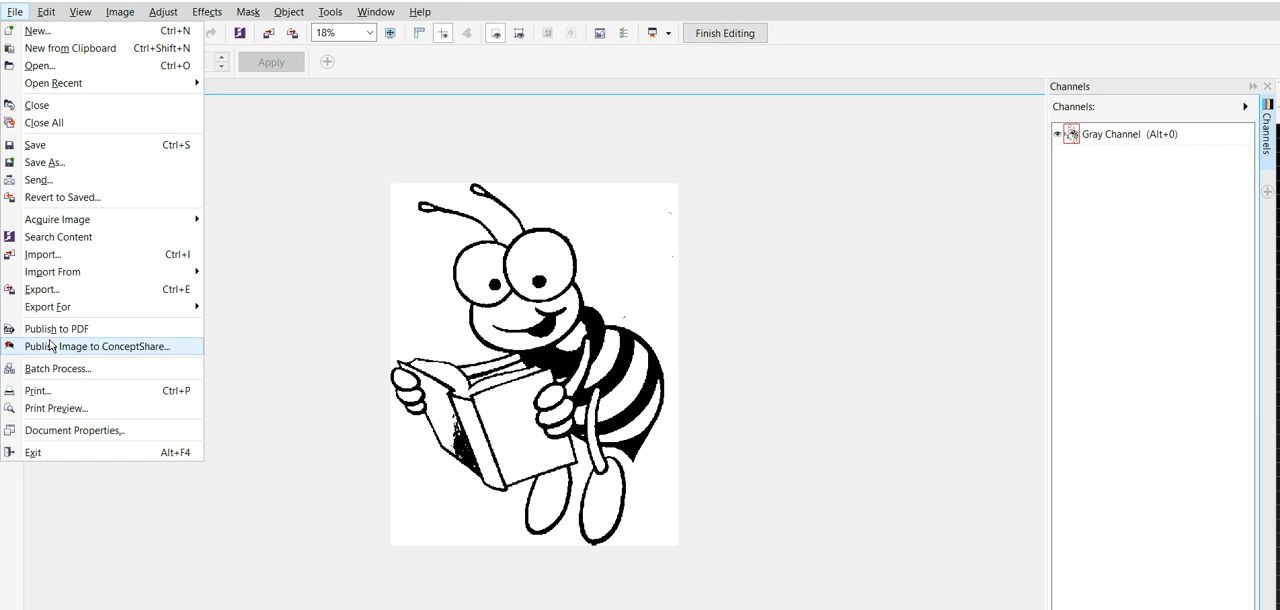 File Edit View Image Adjust Effects Mask Object Tools Window Help
18% Finish Editing
Apply
New... Ctrl+N
New from Clipboard Ctrl+Shift+N
Open... Ctrl+O
Open Recent
Close
Close All
Save Ctrl+S
Save As...
Send...
Revert to Saved...
Acquire Image
Search Content
Import... Ctrl+I
Import From
Export... Ctrl+E
Export For
Publish to PDF
Publish Image to ConceptShare...
Batch Process...
Print... Ctrl+P
Print Preview...
Document Properties...
Exit Alt+F4
Channels
Channels:
Gray Channel (Alt+0)
Channels